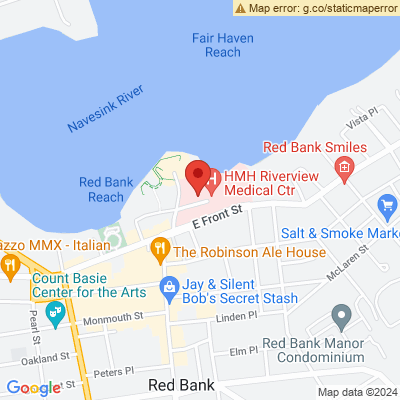 Map error: g.co/staticmaperror
Fair Haven
Reach
Navesink River
Vista Pl
Red Bank Smiles
HMH Riverview
Medical Ctr
Red Bank
Reach
E Front St
Salt & Smoke Marke
azzo MMX - Italian
The Robinson Ale House
McLaren St
Count Basie
Center for the Arts
Jay & Silent
Bob's Secret Stash
Pearl St
Monmouth St
Linden Pl
Red Bank Manor
Condominium
Oakland St
Elm Pl
Peters Pl
Red Bank
Google
Map data ©2024